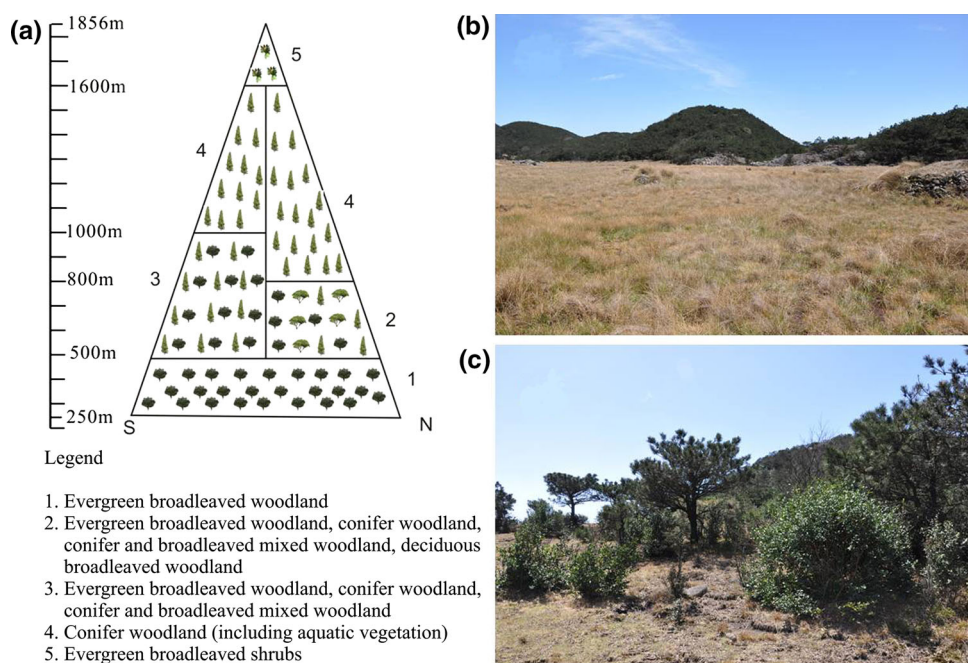 (a)
1856m
1600m
1000m
800m
500m
250m
5
4
4
3
2
1
S
N
Legend
1. Evergreen broadleaved woodland
2. Evergreen broadleaved woodland, conifer woodland,
conifer and broadleaved mixed woodland, deciduous
broadleaved woodland
3. Evergreen broadleaved woodland, conifer woodland,
conifer and broadleaved mixed woodland
4. Conifer woodland (including aquatic vegetation)
5. Evergreen broadleaved shrubs
(b)
(c)